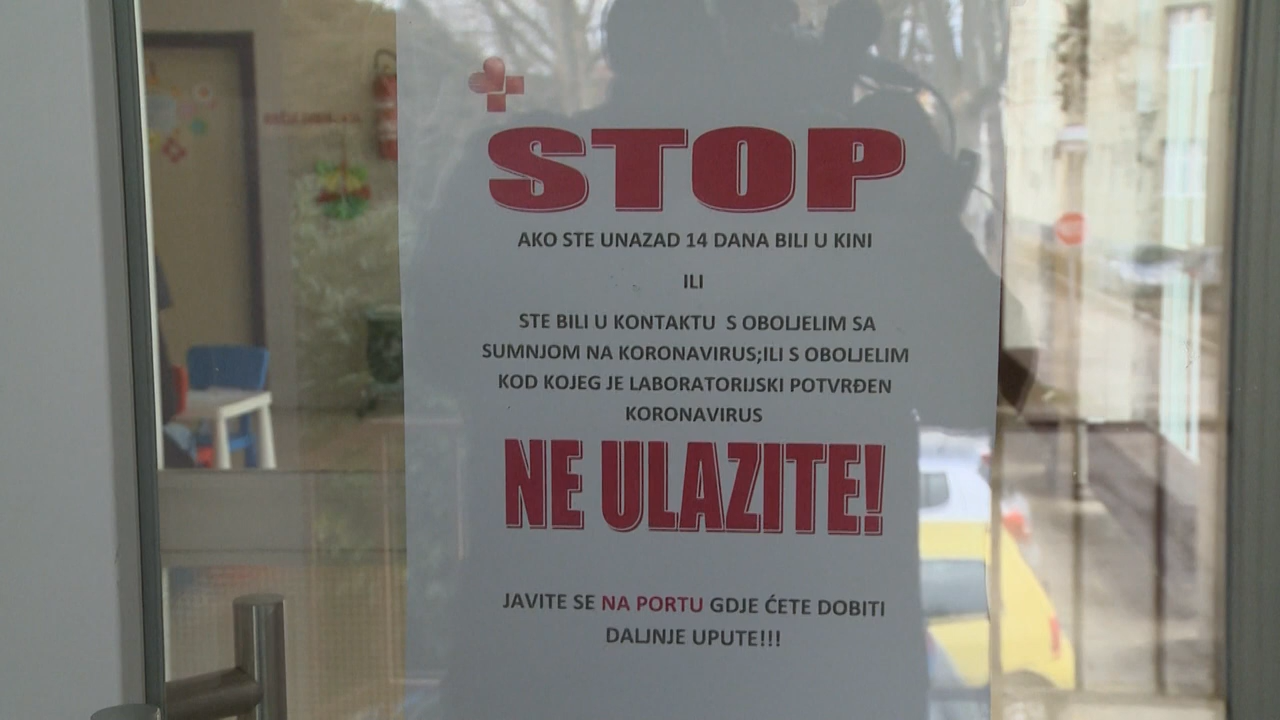 STOP
AKO STE UNAZAD 14 DANA BILI U KINI
ILI
STE BILI U KONTAKTU S OBOLJELIM SA
SUMNJOM NA KORONAVIRUS;ILI S OBOLJELIM
KOD KOJEG JE LABORATORIJSKI POTVRĐEN
KORONAVIRUS
NE ULAZITE!
JAVITE SE NA PORTU GDJE ĆETE DOBITI
DALJNJE UPUTE!!!